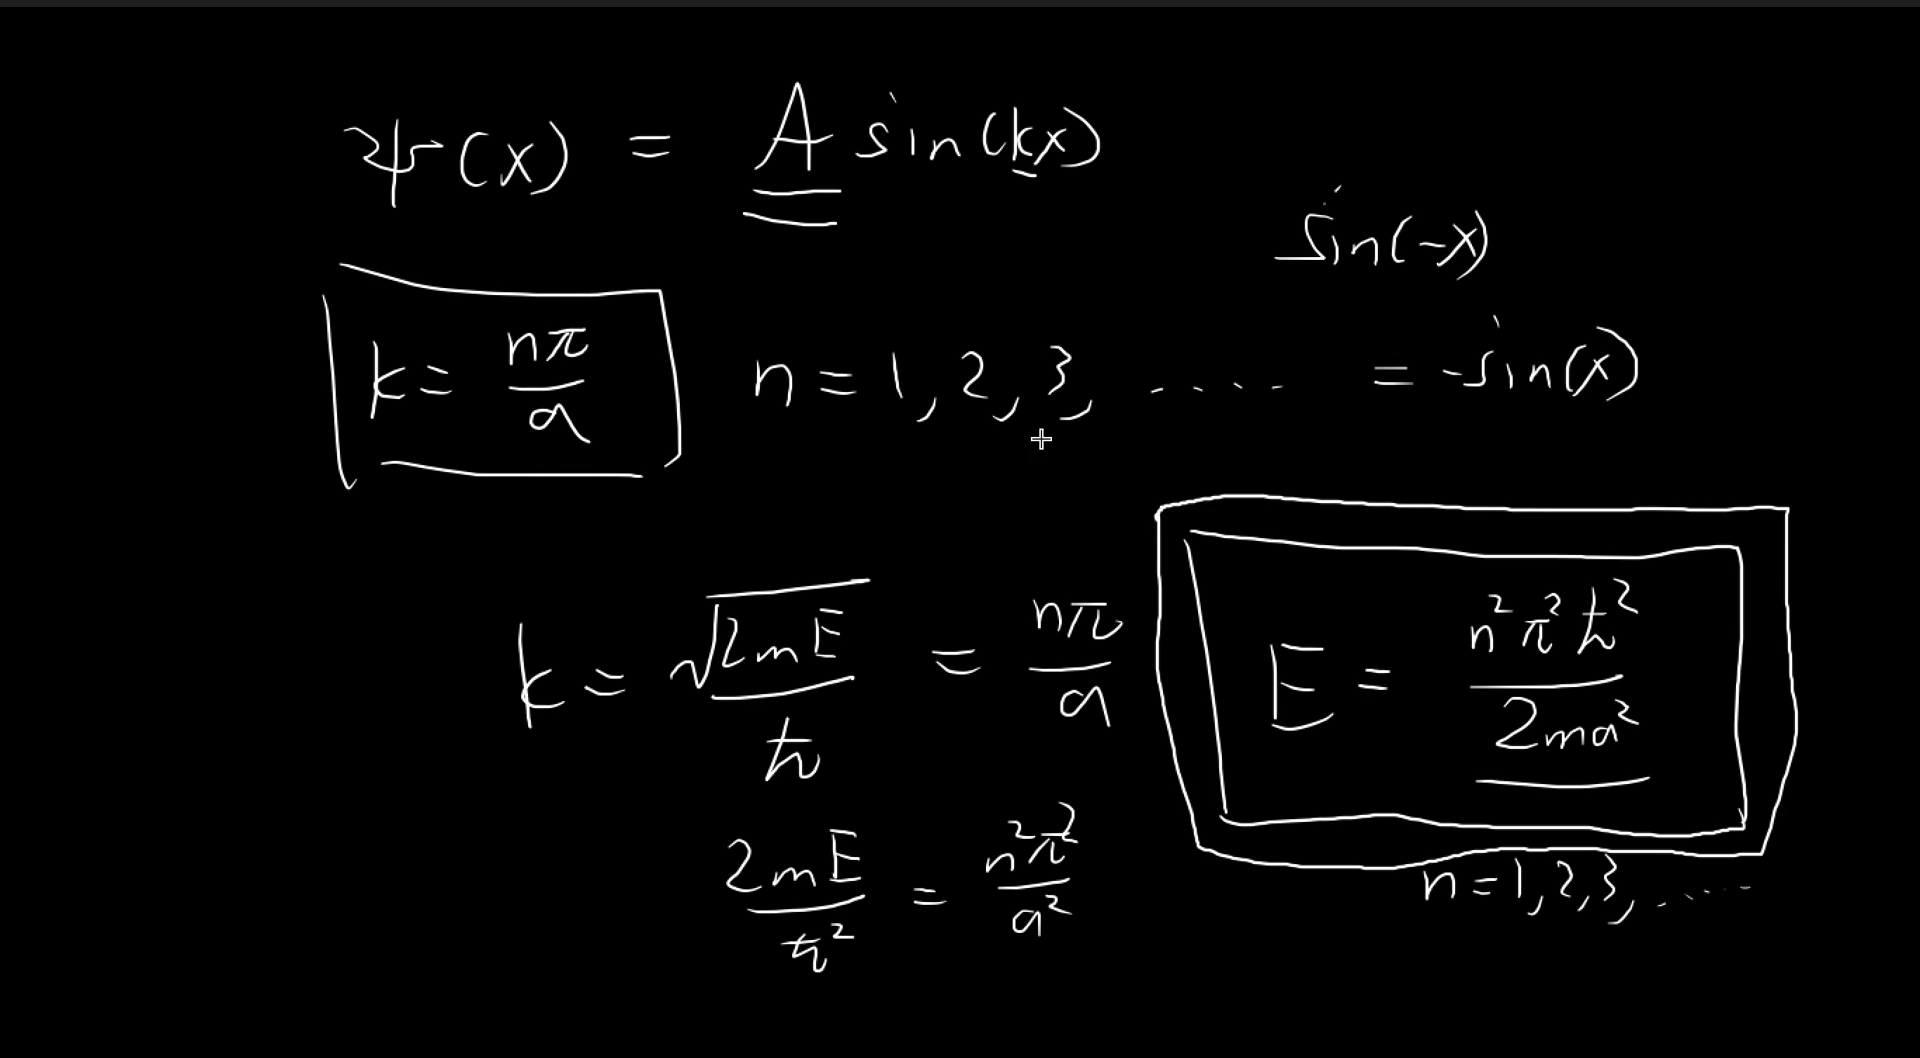 ψ(x) = A sin(kx)
sin(-x)
= -sin(x)
k = nπ/a    n = 1, 2, 3, ....
k = √(2mE)/ħ = nπ/a
2mE/ħ² = n²π²/a²
E = n²π²ħ²/2ma²
n = 1, 2, 3, .....